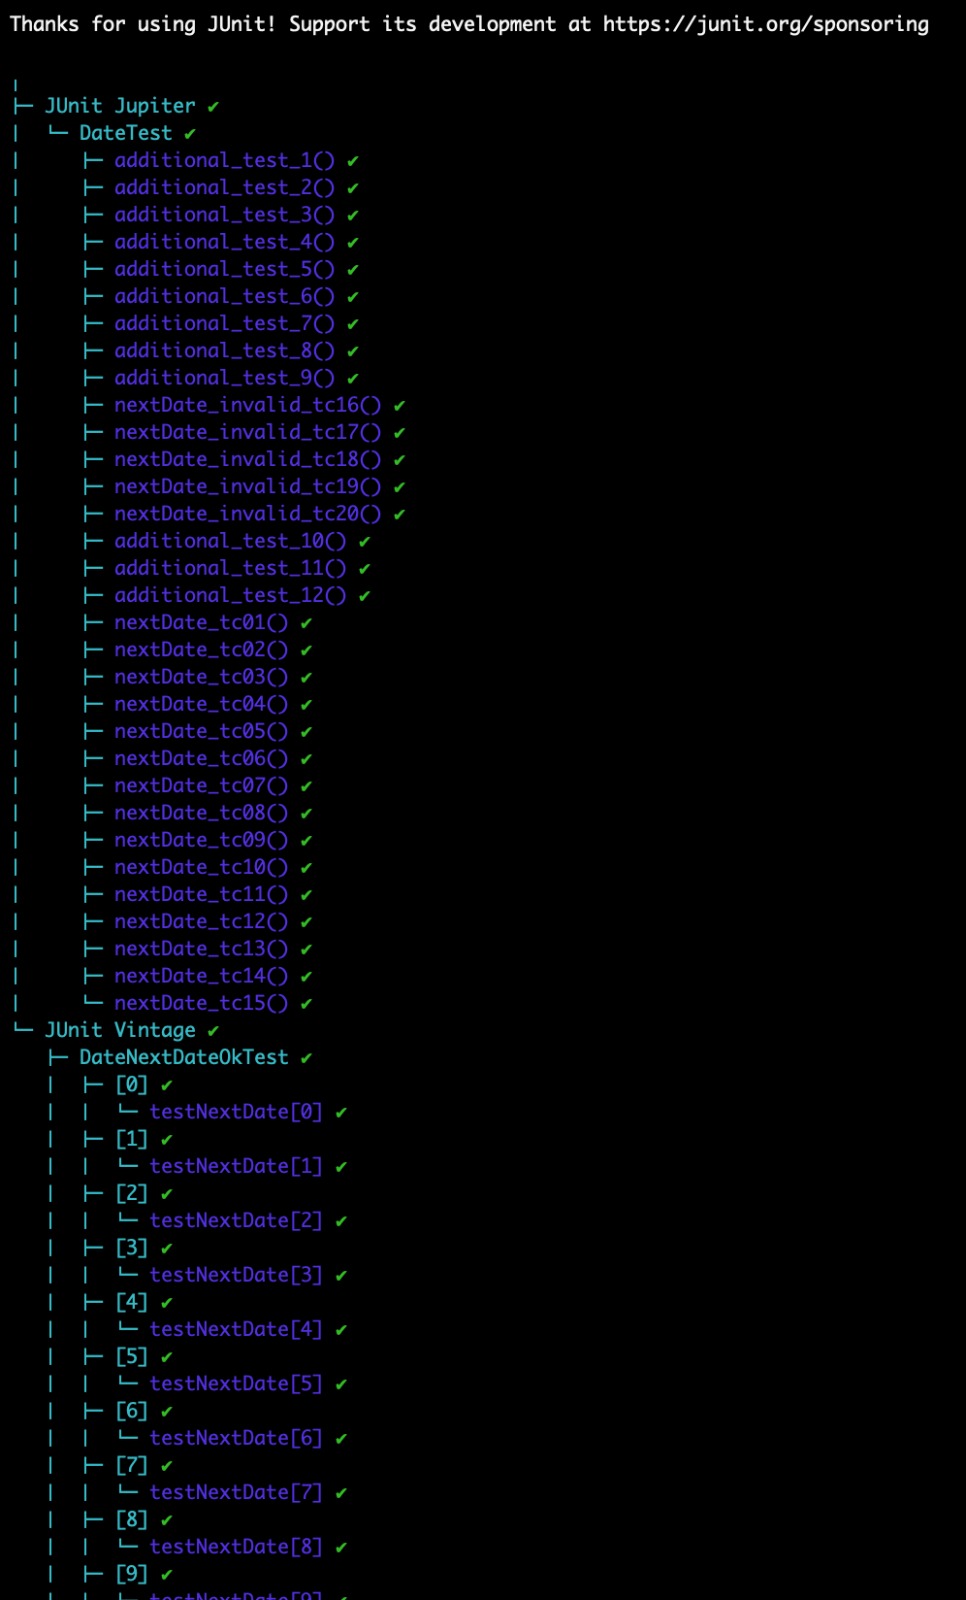 Thanks for using JUnit! Support its development at https://junit.org/sponsoring
JUnit Jupiter ✔
DateTest ✔
additional_test_1() ✔
additional_test_2() ✔
additional_test_3() ✔
additional_test_4() ✔
additional_test_5() ✔
additional_test_6() ✔
additional_test_7() ✔
additional_test_8() ✔
additional_test_9() ✔
nextDate_invalid_tc16() ✔
nextDate_invalid_tc17() ✔
nextDate_invalid_tc18() ✔
nextDate_invalid_tc19() ✔
nextDate_invalid_tc20() ✔
additional_test_10() ✔
additional_test_11() ✔
additional_test_12() ✔
nextDate_tc01() ✔
nextDate_tc02() ✔
nextDate_tc03() ✔
nextDate_tc04() ✔
nextDate_tc05() ✔
nextDate_tc06() ✔
nextDate_tc07() ✔
nextDate_tc08() ✔
nextDate_tc09() ✔
nextDate_tc10() ✔
nextDate_tc11() ✔
nextDate_tc12() ✔
nextDate_tc13() ✔
nextDate_tc14() ✔
nextDate_tc15() ✔
JUnit Vintage ✔
DateNextDateOkTest ✔
[0] ✔
testNextDate[0] ✔
[1] ✔
testNextDate[1] ✔
[2] ✔
testNextDate[2] ✔
[3] ✔
testNextDate[3] ✔
[4] ✔
testNextDate[4] ✔
[5] ✔
testNextDate[5] ✔
[6] ✔
testNextDate[6] ✔
[7] ✔
testNextDate[7] ✔
[8] ✔
testNextDate[8] ✔
[9] ✔
testNextDate[9] ✔